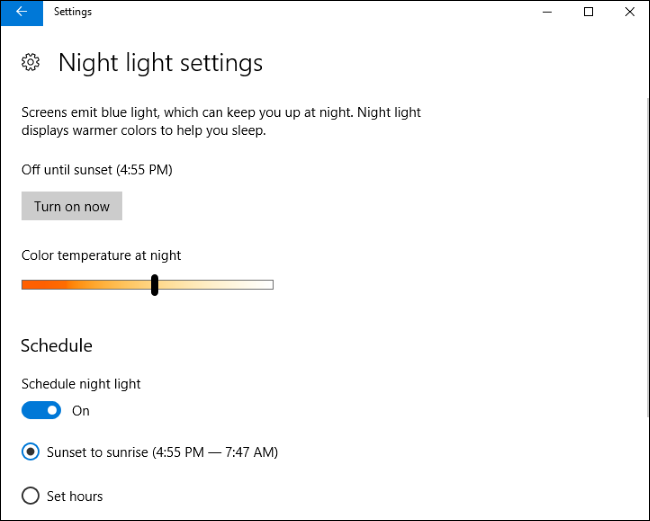 Settings
Night light settings
Screens emit blue light, which can keep you up at night. Night light
displays warmer colors to help you sleep.
Off until sunset (4:55 PM)
Turn on now
Color temperature at night
Schedule
Schedule night light
On
Sunset to sunrise (4:55 PM — 7:47 AM)
Set hours